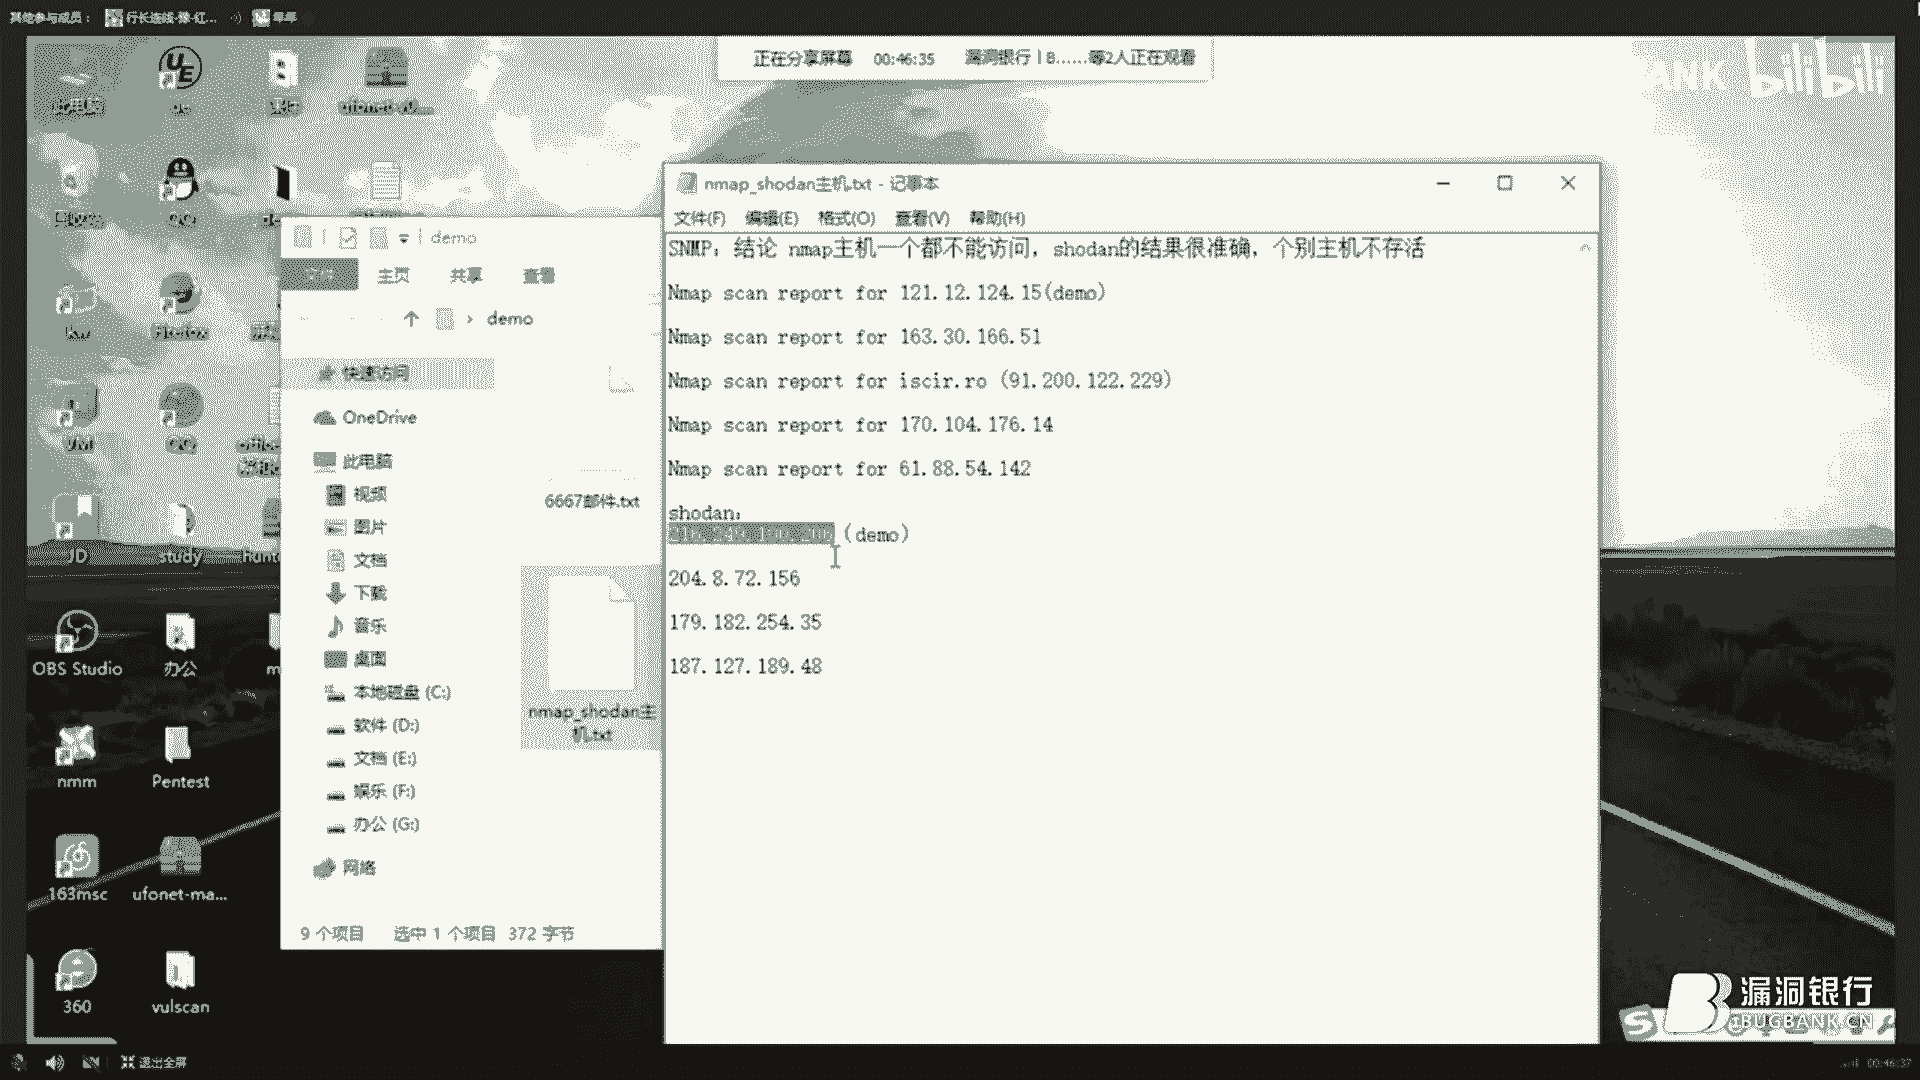 其他参与成员：
行长连线-豫-红...
年年
正在分享屏幕 00:46:35 漏洞银行 | B......等2人正在观看
ANK bilibili
此电脑
ufonet-v0....
nmap_shodan主机.txt - 记事本
文件(F) 编辑(E) 格式(O) 查看(V) 帮助(H)
SNMP：结论 nmap主机一个都不能访问，shodan的结果很准确，个别主机不存活
Nmap scan report for 121.12.124.15(demo)
Nmap scan report for 163.30.166.51
Nmap scan report for iscir.ro (91.200.122.229)
Nmap scan report for 170.104.176.14
Nmap scan report for 61.88.54.142
shodan:
(demo)
204.8.72.156
179.182.254.35
187.127.189.48
demo
文件 主页 共享 查看
demo
快速访问
OneDrive
此电脑
视频
图片
文档
下载
音乐
桌面
本地磁盘 (C:)
软件 (D:)
文档 (E:)
娱乐 (F:)
办公 (G:)
网络
6667邮件.txt
nmap_shodan主
机.txt
9 个项目 选中 1 个项目 372 字节
Firefox
JD
study
OBS Studio
办公
nmm
Pentest
163msc
ufonet-ma...
360
vulscan
漏洞银行
BUGBANK.CN
退出全屏
00:46:37